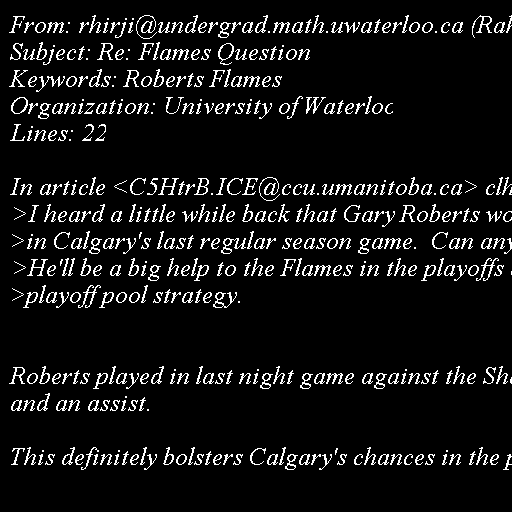 From: rhirji@undergrad.math.uwaterloo.ca (Rah
Subject: Re: Flames Question
Keywords: Roberts Flames
Organization: University of Waterloo
Lines: 22
In article <C5HtrB.ICE@ccu.umanitoba.ca> clh
>I heard a little while back that Gary Roberts wo
>in Calgary's last regular season game.  Can any
>He'll be a big help to the Flames in the playoffs
>playoff pool strategy.
Roberts played in last night game against the Sha
and an assist.
This definitely bolsters Calgary's chances in the p